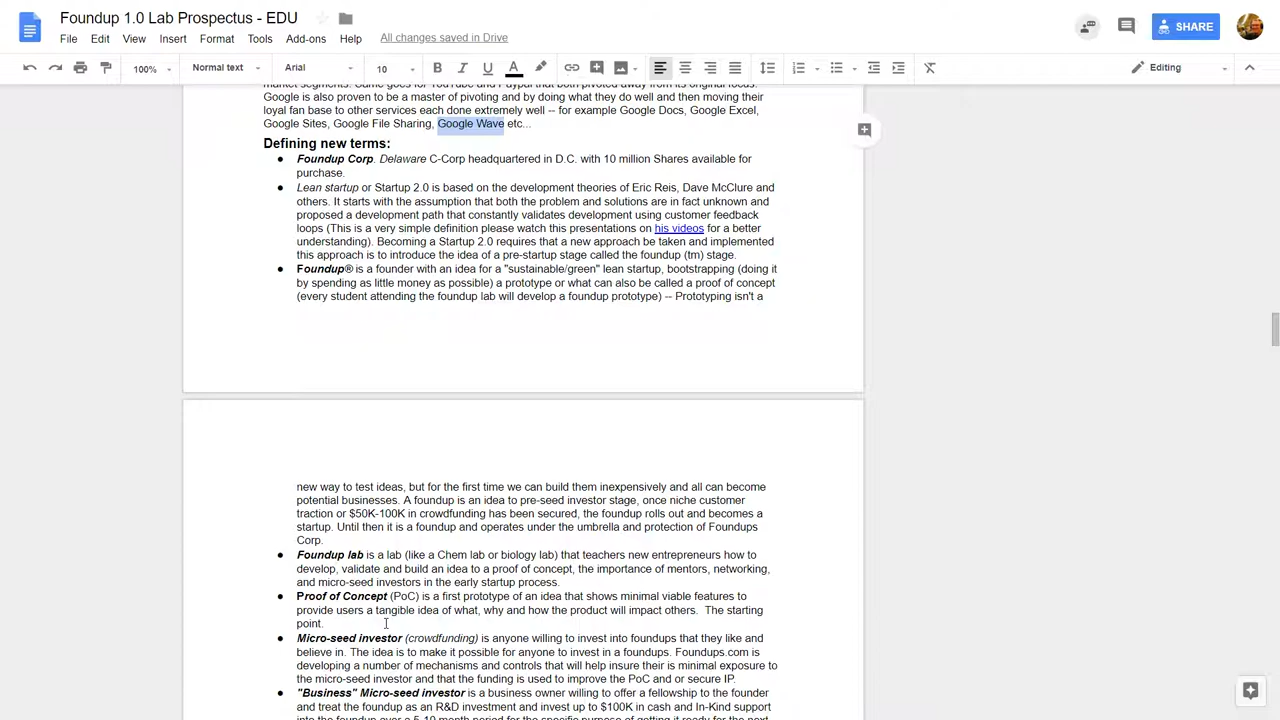 Foundup 1.0 Lab Prospectus - EDU
SHARE
File Edit View Insert Format Tools Add-ons Help All changes saved in Drive
100% Normal text Arial 10 B I U A Editing
Google is also proven to be a master of pivoting and by doing what they do well and then moving their
loyal fan base to other services each done extremely well -- for example Google Docs, Google Excel,
Google Sites, Google File Sharing, Google Wave etc...
Defining new terms:
● Foundup Corp. Delaware C-Corp headquartered in D.C. with 10 million Shares available for
purchase.
● Lean startup or Startup 2.0 is based on the development theories of Eric Reis, Dave McClure and
others. It starts with the assumption that both the problem and solutions are in fact unknown and
proposed a development path that constantly validates development using customer feedback
loops (This is a very simple definition please watch this presentations on his videos for a better
understanding). Becoming a Startup 2.0 requires that a new approach be taken and implemented
this approach is to introduce the idea of a pre-startup stage called the foundup (tm) stage.
● Foundup® is a founder with an idea for a "sustainable/green" lean startup, bootstrapping (doing it
by spending as little money as possible) a prototype or what can also be called a proof of concept
(every student attending the foundup lab will develop a foundup prototype) -- Prototyping isn't a
new way to test ideas, but for the first time we can build them inexpensively and all can become
potential businesses. A foundup is an idea to pre-seed investor stage, once niche customer
traction or $50K-100K in crowdfunding has been secured, the foundup rolls out and becomes a
startup. Until then it is a foundup and operates under the umbrella and protection of Foundups
Corp.
● Foundup lab is a lab (like a Chem lab or biology lab) that teachers new entrepreneurs how to
develop, validate and build an idea to a proof of concept, the importance of mentors, networking,
and micro-seed investors in the early startup process.
● Proof of Concept (PoC) is a first prototype of an idea that shows minimal viable features to
provide users a tangible idea of what, why and how the product will impact others. The starting
point.
● Micro-seed investor (crowdfunding) is anyone willing to invest into foundups that they like and
believe in. The idea is to make it possible for anyone to invest in a foundups. Foundups.com is
developing a number of mechanisms and controls that will help insure their is minimal exposure to
the micro-seed investor and that the funding is used to improve the PoC and or secure IP.
● "Business" Micro-seed investor is a business owner willing to offer a fellowship to the founder
and treat the foundup as an R&D investment and invest up to $100K in cash and In-Kind support
into the foundup over a 5-10 month period for the specific purpose of getting it ready for the next